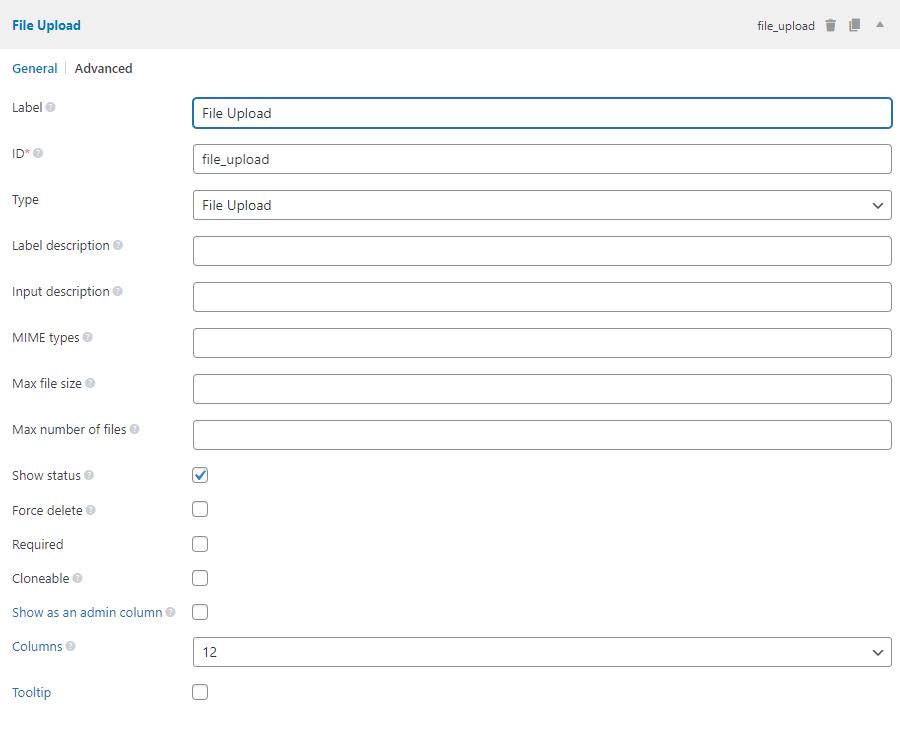 File Upload file_upload
General Advanced
Label
File Upload
ID*
file_upload
Type
File Upload
Label description
Input description
MIME types
Max file size
Max number of files
Show status
Force delete
Required
Cloneable
Show as an admin column
Columns
12
Tooltip